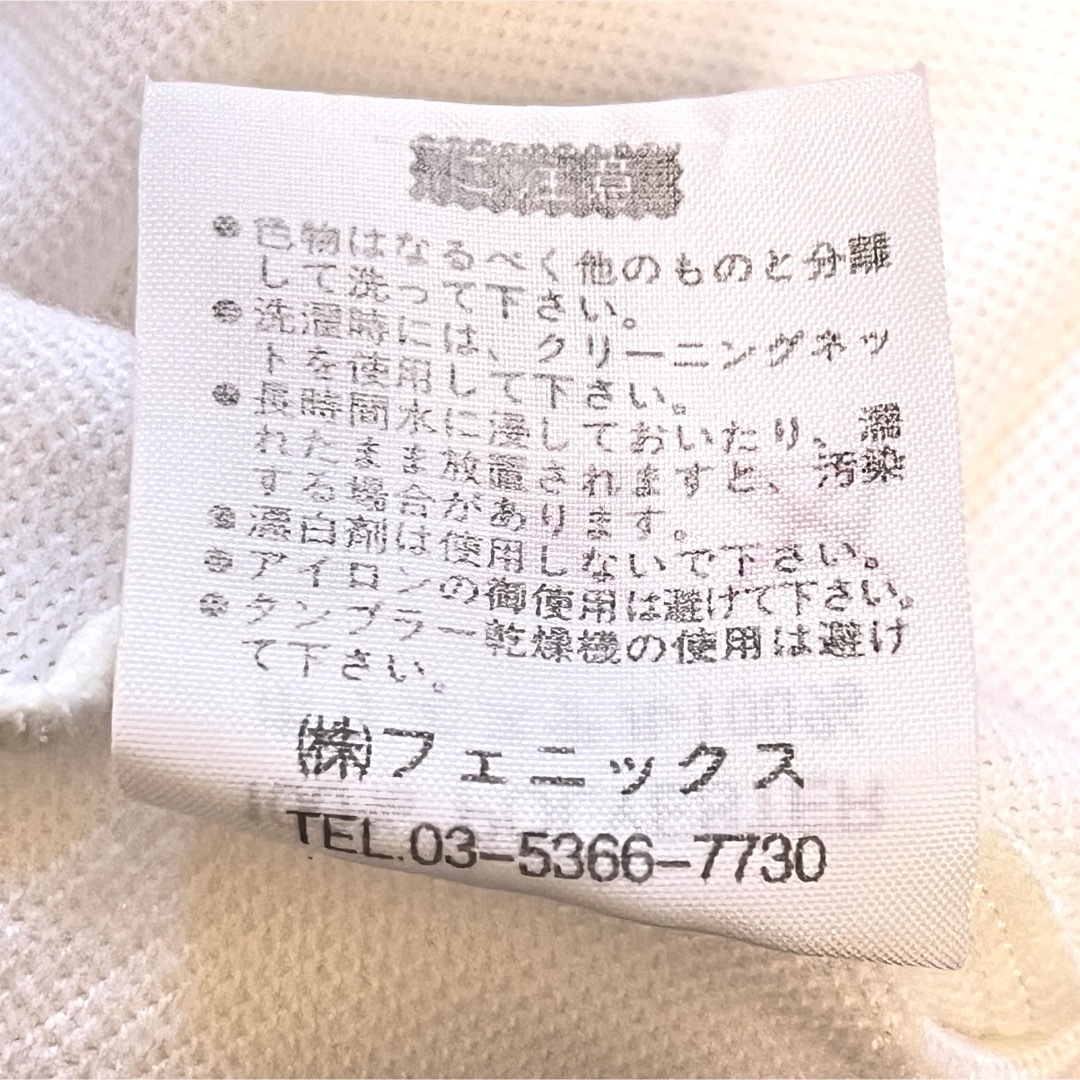 ご注意
●色物はなるべく他のものと分離
して洗って下さい。
●洗濯時には、クリーニングネッ
トを使用して下さい。
●長時間水に浸しておいたり、濡
れたまま放置されますと、汚染
する場合があります。
●漂白剤は使用しないで下さい。
●アイロンの御使用は避けて下さい。
●タンブラー乾燥機の使用は避け
て下さい。
㈱フェニックス
TEL.03-5366-7730